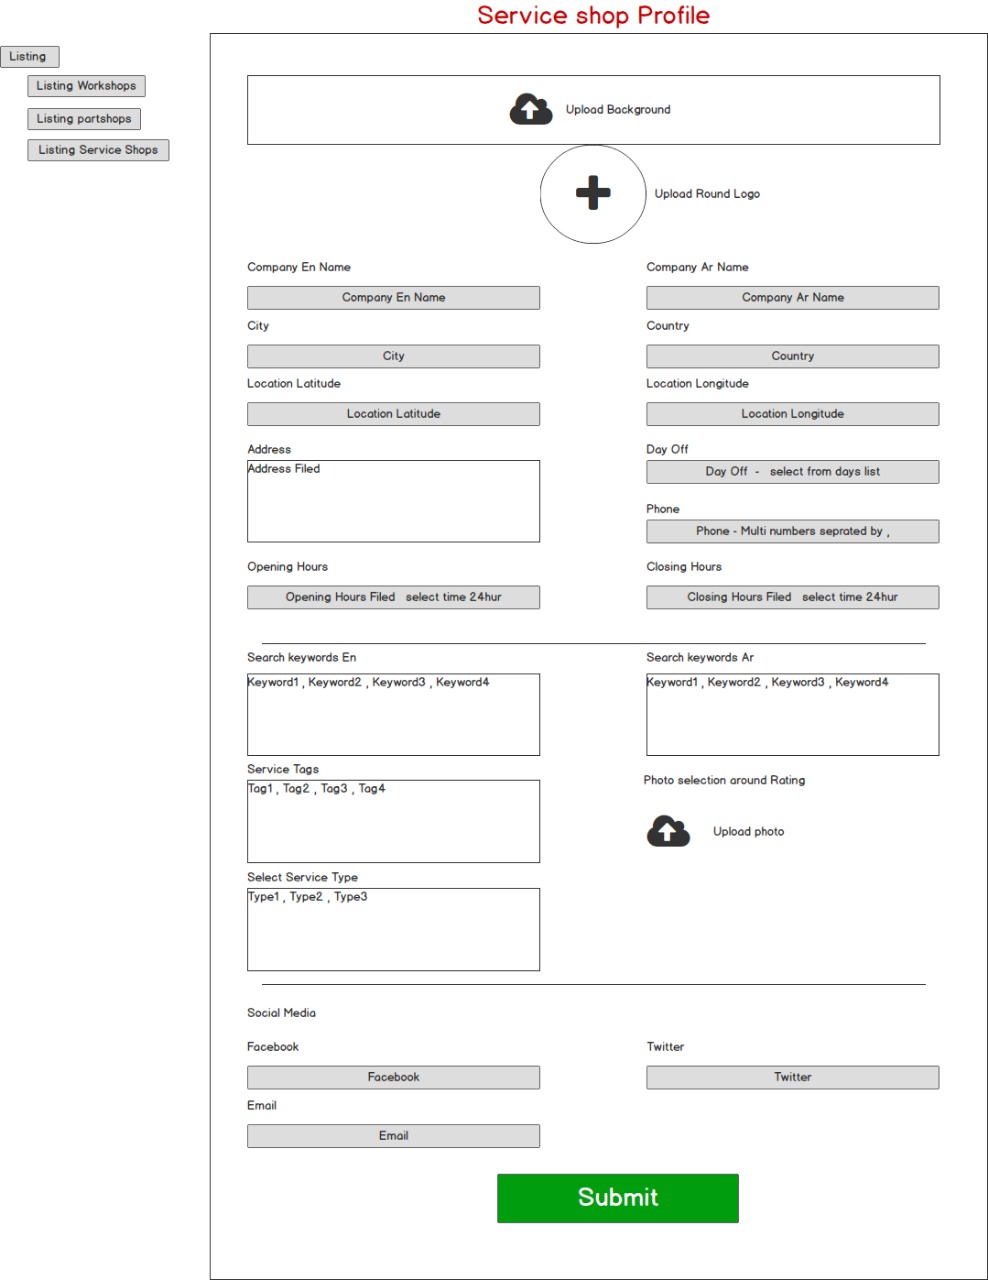 Service shop Profile
Listing
Listing Workshops
Listing partshops
Listing Service Shops
Upload Background
Upload Round Logo
Company En Name
Company Ar Name
Company En Name
Company Ar Name
City
Country
City
Country
Location Latitude
Location Longitude
Location Latitude
Location Longitude
Address
Day Off
Address Filed
Day Off - select from days list
Phone
Phone - Multi numbers seprated by ,
Opening Hours
Closing Hours
Opening Hours Filed select time 24hur
Closing Hours Filed select time 24hur
Search keywords En
Search keywords Ar
Keyword1 , Keyword2 , Keyword3 , Keyword4
Keyword1 , Keyword2 , Keyword3 , Keyword4
Service Tags
Photo selection around Rating
Tag1 , Tag2 , Tag3 , Tag4
Upload photo
Select Service Type
Type1 , Type2 , Type3
Social Media
Facebook
Twitter
Facebook
Twitter
Email
Email
Submit